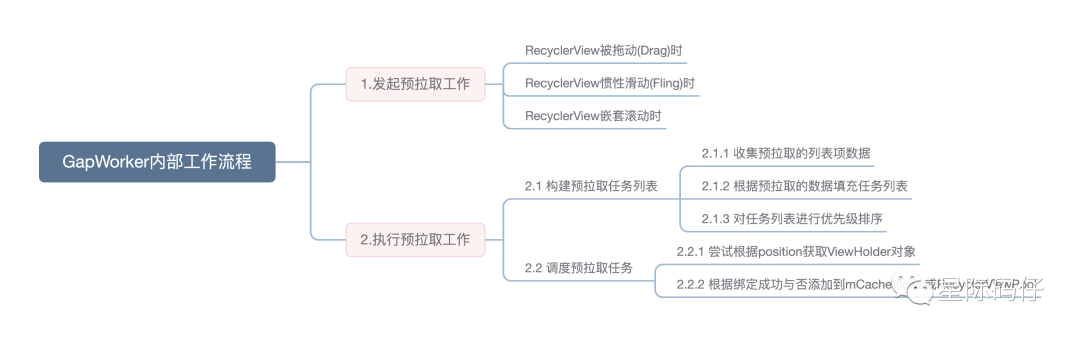 GapWorker内部工作流程
1.发起预拉取工作
RecyclerView被拖动(Drag)时
RecyclerView惯性滑动(Fling)时
RecyclerView嵌套滚动时
2.执行预拉取工作
2.1 构建预拉取任务列表
2.1.1 收集预拉取的列表项数据
2.1.2 根据预拉取的数据填充任务列表
2.1.3 对任务列表进行优先级排序
2.2 调度预拉取任务
2.2.1 尝试根据position获取ViewHolder对象
2.2.2 根据绑定成功与否添加到mCacheViews或RecyclerViewPool
星际码仔